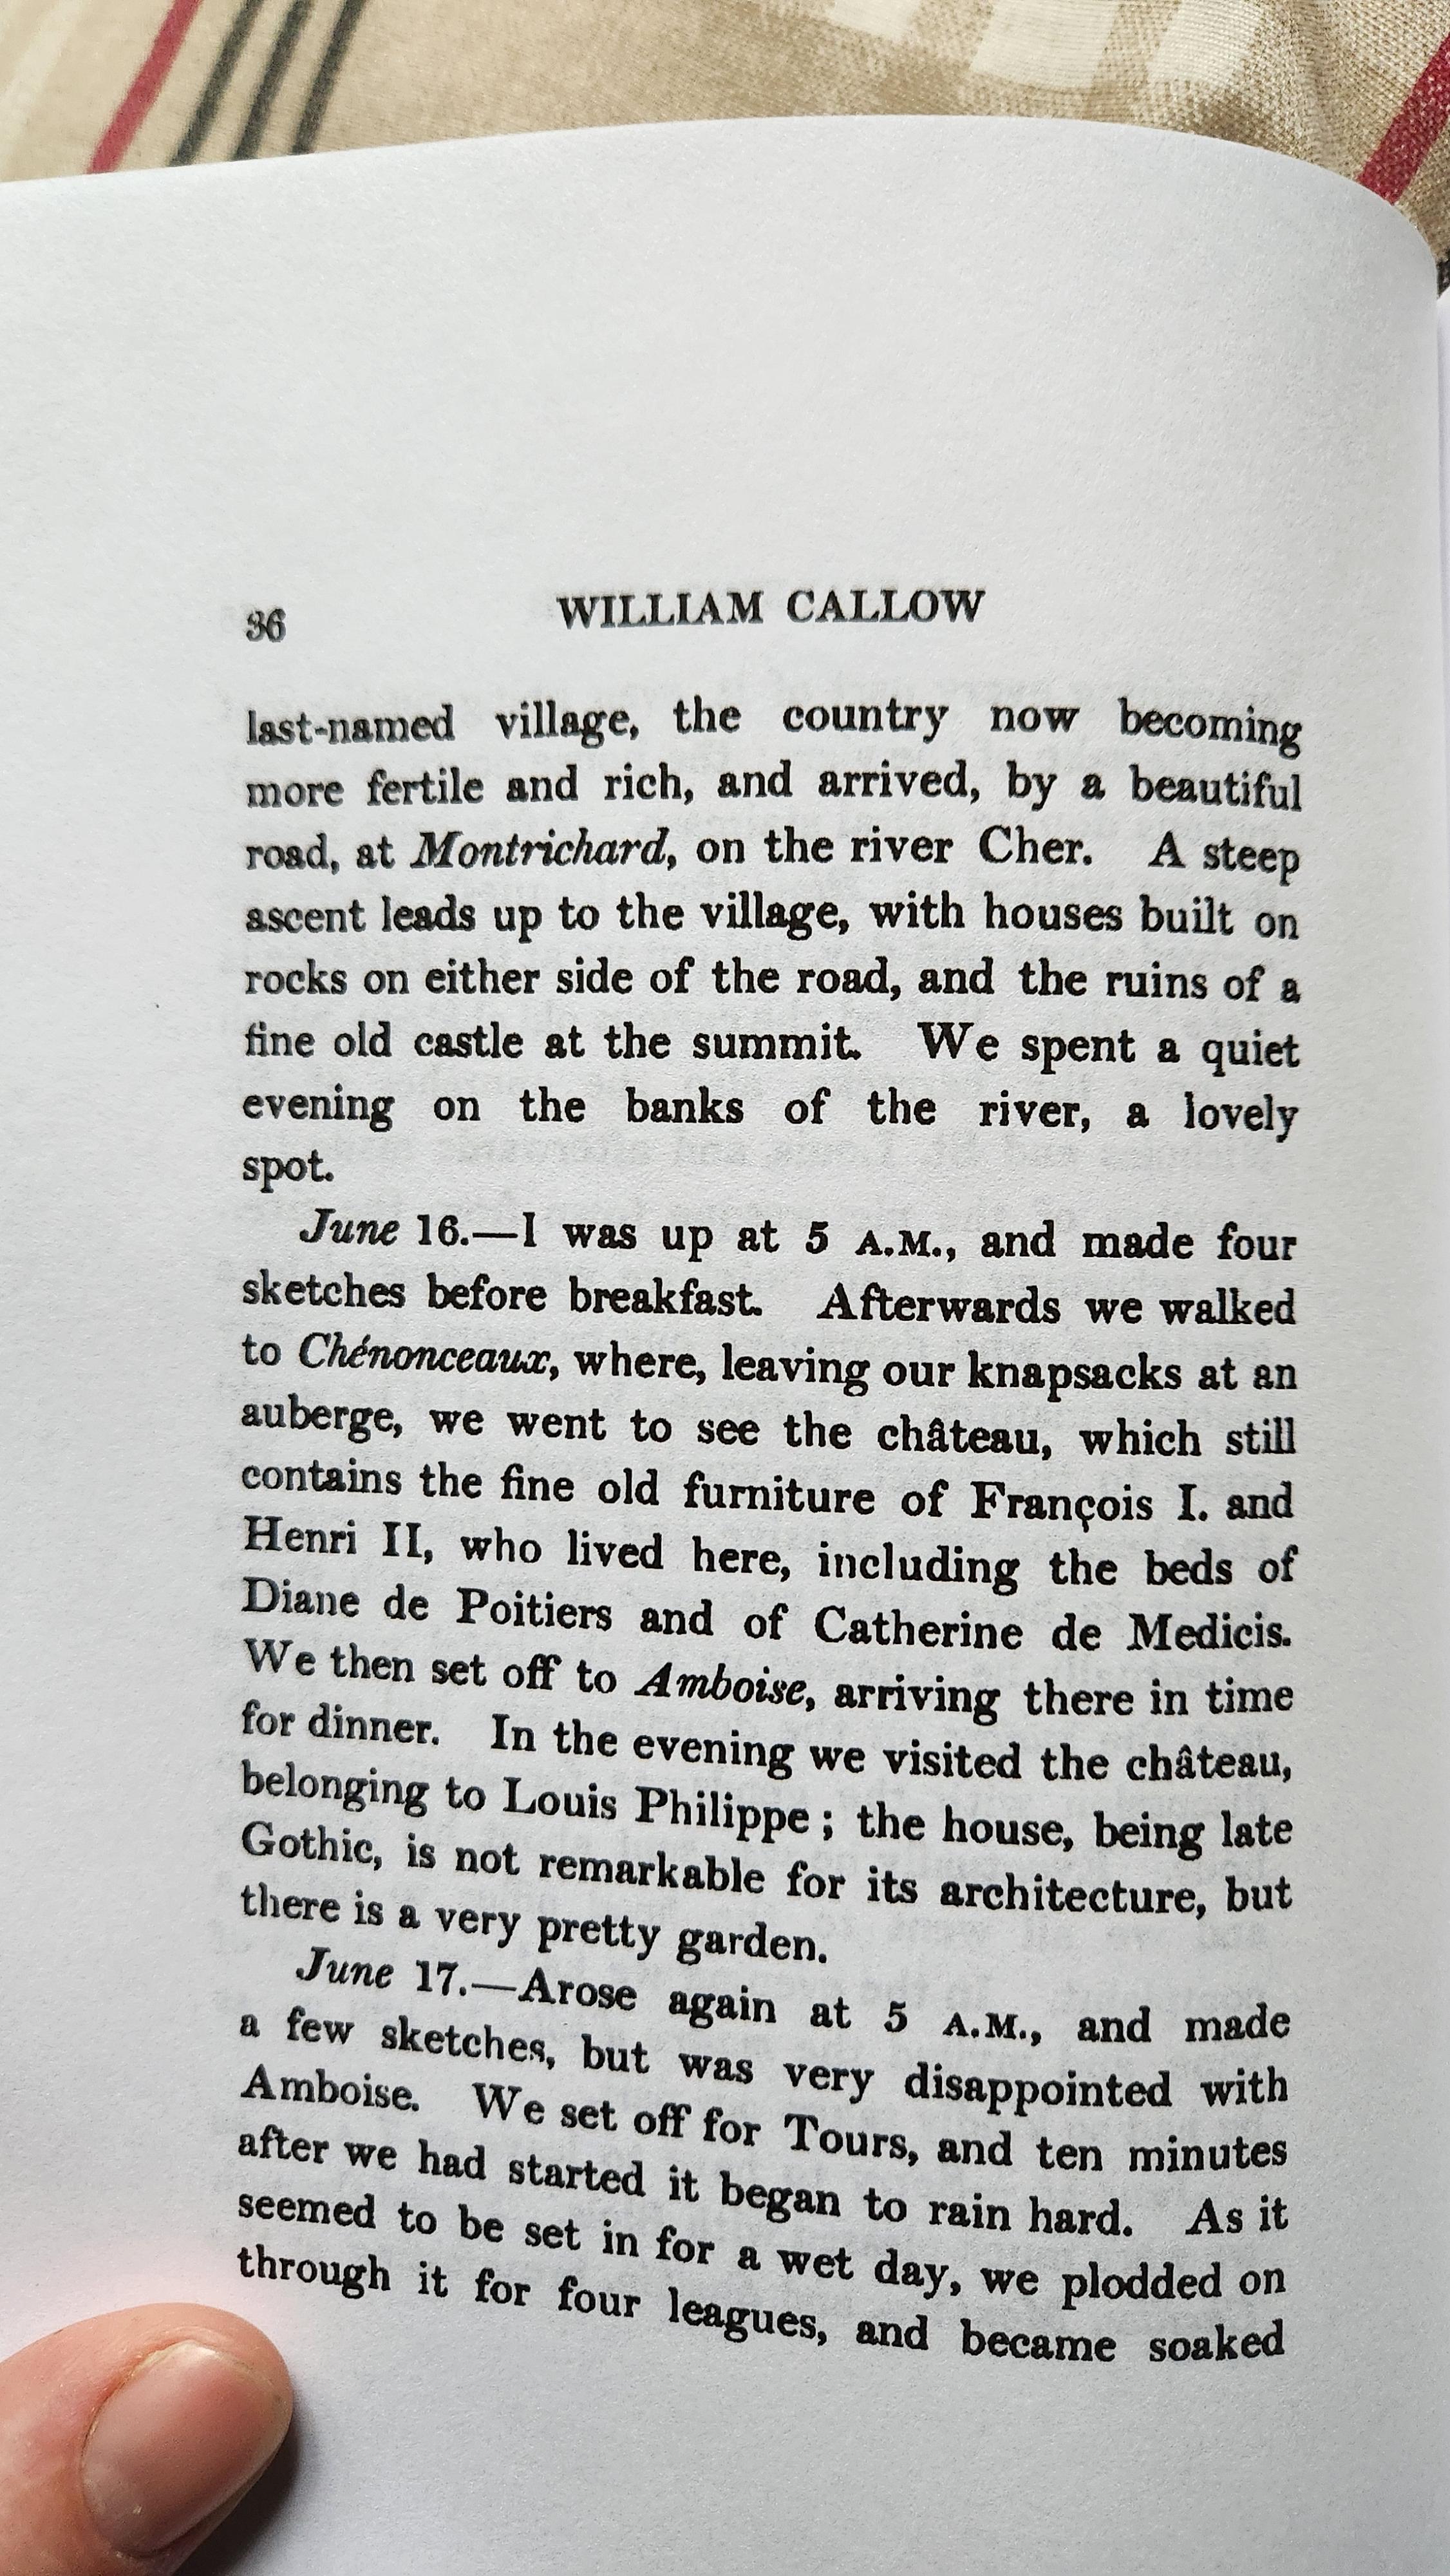 36 WILLIAM CALLOW
last-named village, the country now becoming
more fertile and rich, and arrived, by a beautiful
road, at Montrichard, on the river Cher. A steep
ascent leads up to the village, with houses built on
rocks on either side of the road, and the ruins of a
fine old castle at the summit. We spent a quiet
evening on the banks of the river, a lovely
spot.
June 16.—I was up at 5 A.M., and made four
sketches before breakfast. Afterwards we walked
to Chénonceaux, where, leaving our knapsacks at an
auberge, we went to see the château, which still
contains the fine old furniture of François I. and
Henri II, who lived here, including the beds of
Diane de Poitiers and of Catherine de Medicis.
We then set off to Amboise, arriving there in time
for dinner. In the evening we visited the château,
belonging to Louis Philippe ; the house, being late
Gothic, is not remarkable for its architecture, but
there is a very pretty garden.
June 17.—Arose again at 5 A.M., and made
a few sketches, but was very disappointed with
Amboise. We set off for Tours, and ten minutes
after we had started it began to rain hard. As it
seemed to be set in for a wet day, we plodded on
through it for four leagues, and became soaked